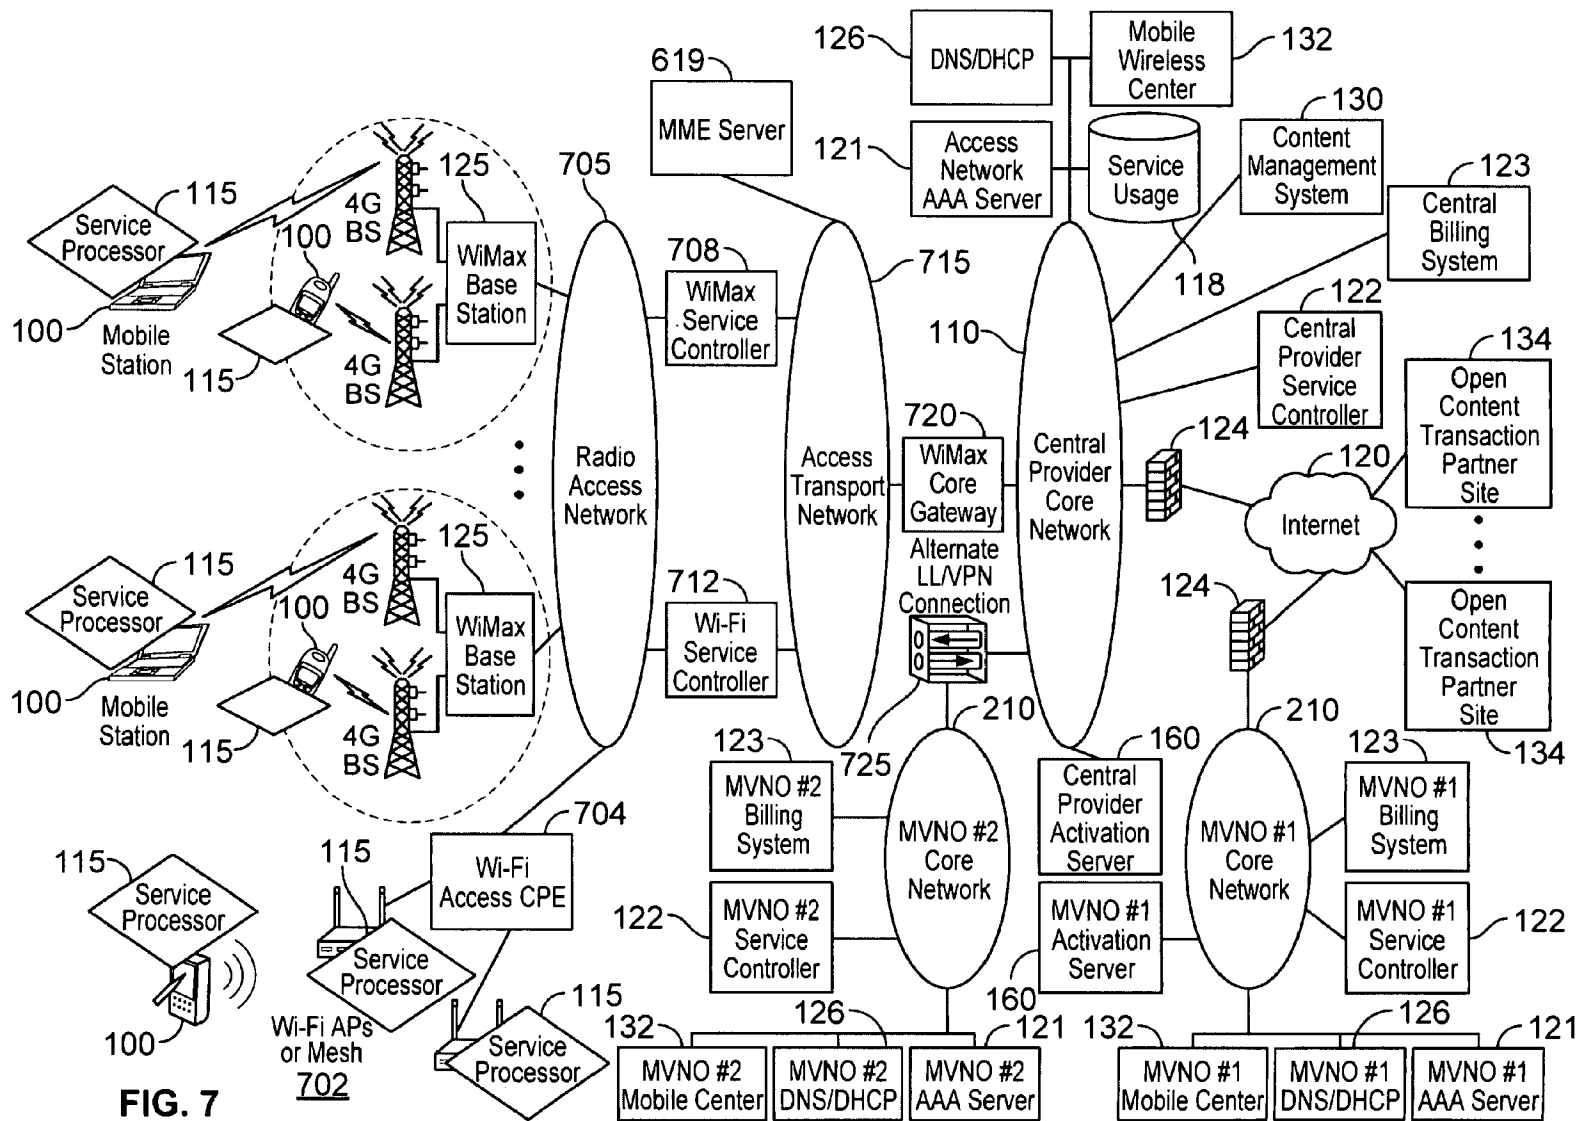 126
DNS/DHCP
Mobile
Wireless
Center
132
619
MME Server
121
Access
Network
AAA Server
Service
Usage
118
130
Content
Management
System
123
Central
Billing
System
115
Service
Processor
100
Mobile
Station
4G
BS
125
WiMax
Base
Station
100
115
4G
BS
705
Radio
Access
Network
708
WiMax
Service
Controller
715
Access
Transport
Network
110
Central
Provider
Core
Network
122
Central
Provider
Service
Controller
134
Open
Content
Transaction
Partner
Site
720
WiMax
Core
Gateway
124
120
Internet
115
Service
Processor
100
Mobile
Station
4G
BS
125
WiMax
Base
Station
100
115
4G
BS
712
Wi-Fi
Service
Controller
Alternate
LL/VPN
Connection
725
124
Open
Content
Transaction
Partner
Site
134
210
MVNO #2
Core
Network
123
MVNO #2
Billing
System
122
MVNO #2
Service
Controller
160
Central
Provider
Activation
Server
MVNO #1
Activation
Server
160
210
MVNO #1
Core
Network
123
MVNO #1
Billing
System
MVNO #1
Service
Controller
122
704
Wi-Fi
Access CPE
115
Service
Processor
100
115
Service
Processor
115
Service
Processor
Wi-Fi APs
or Mesh
702
132
MVNO #2
Mobile Center
126
MVNO #2
DNS/DHCP
121
MVNO #2
AAA Server
132
MVNO #1
Mobile Center
126
MVNO #1
DNS/DHCP
121
MVNO #1
AAA Server
FIG. 7